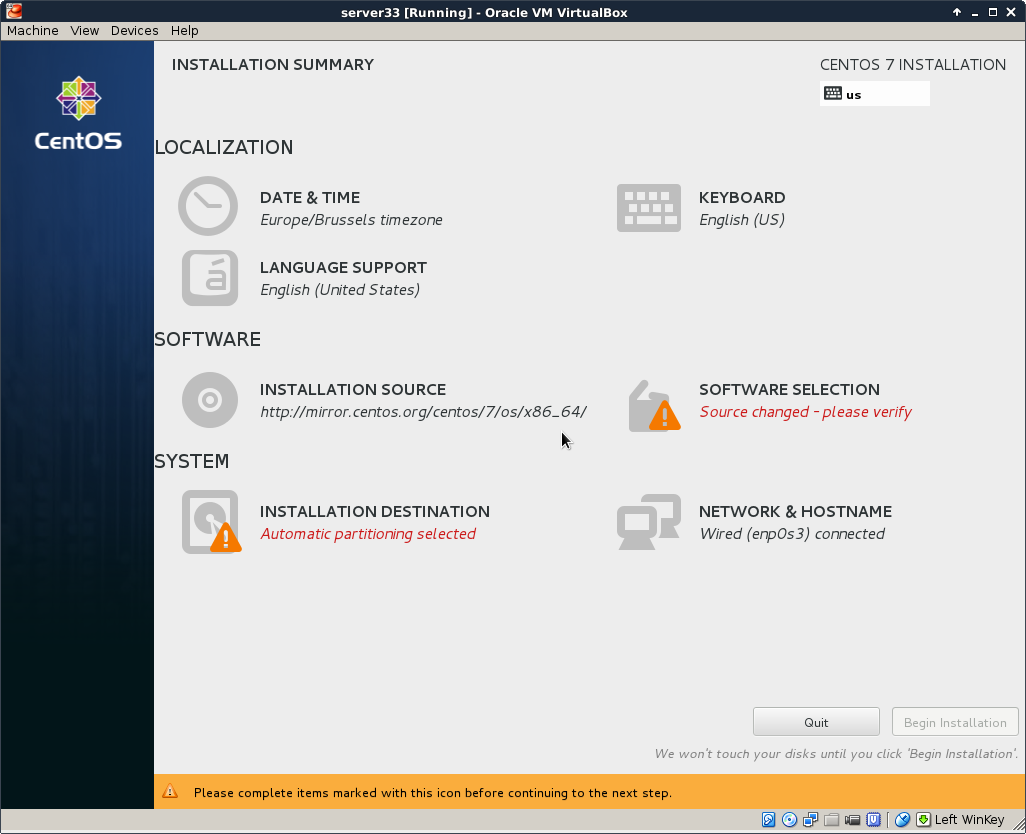 server33 [Running] - Oracle VM VirtualBox
Machine View Devices Help
CentOS
INSTALLATION SUMMARY
CENTOS 7 INSTALLATION
us
LOCALIZATION
DATE & TIME
Europe/Brussels timezone
KEYBOARD
English (US)
á
LANGUAGE SUPPORT
English (United States)
SOFTWARE
INSTALLATION SOURCE
http://mirror.centos.org/centos/7/os/x86_64/
SOFTWARE SELECTION
Source changed - please verify
SYSTEM
INSTALLATION DESTINATION
Automatic partitioning selected
NETWORK & HOSTNAME
Wired (enp0s3) connected
Quit
Begin Installation
We won't touch your disks until you click 'Begin Installation'.
Please complete items marked with this icon before continuing to the next step.
Left WinKey